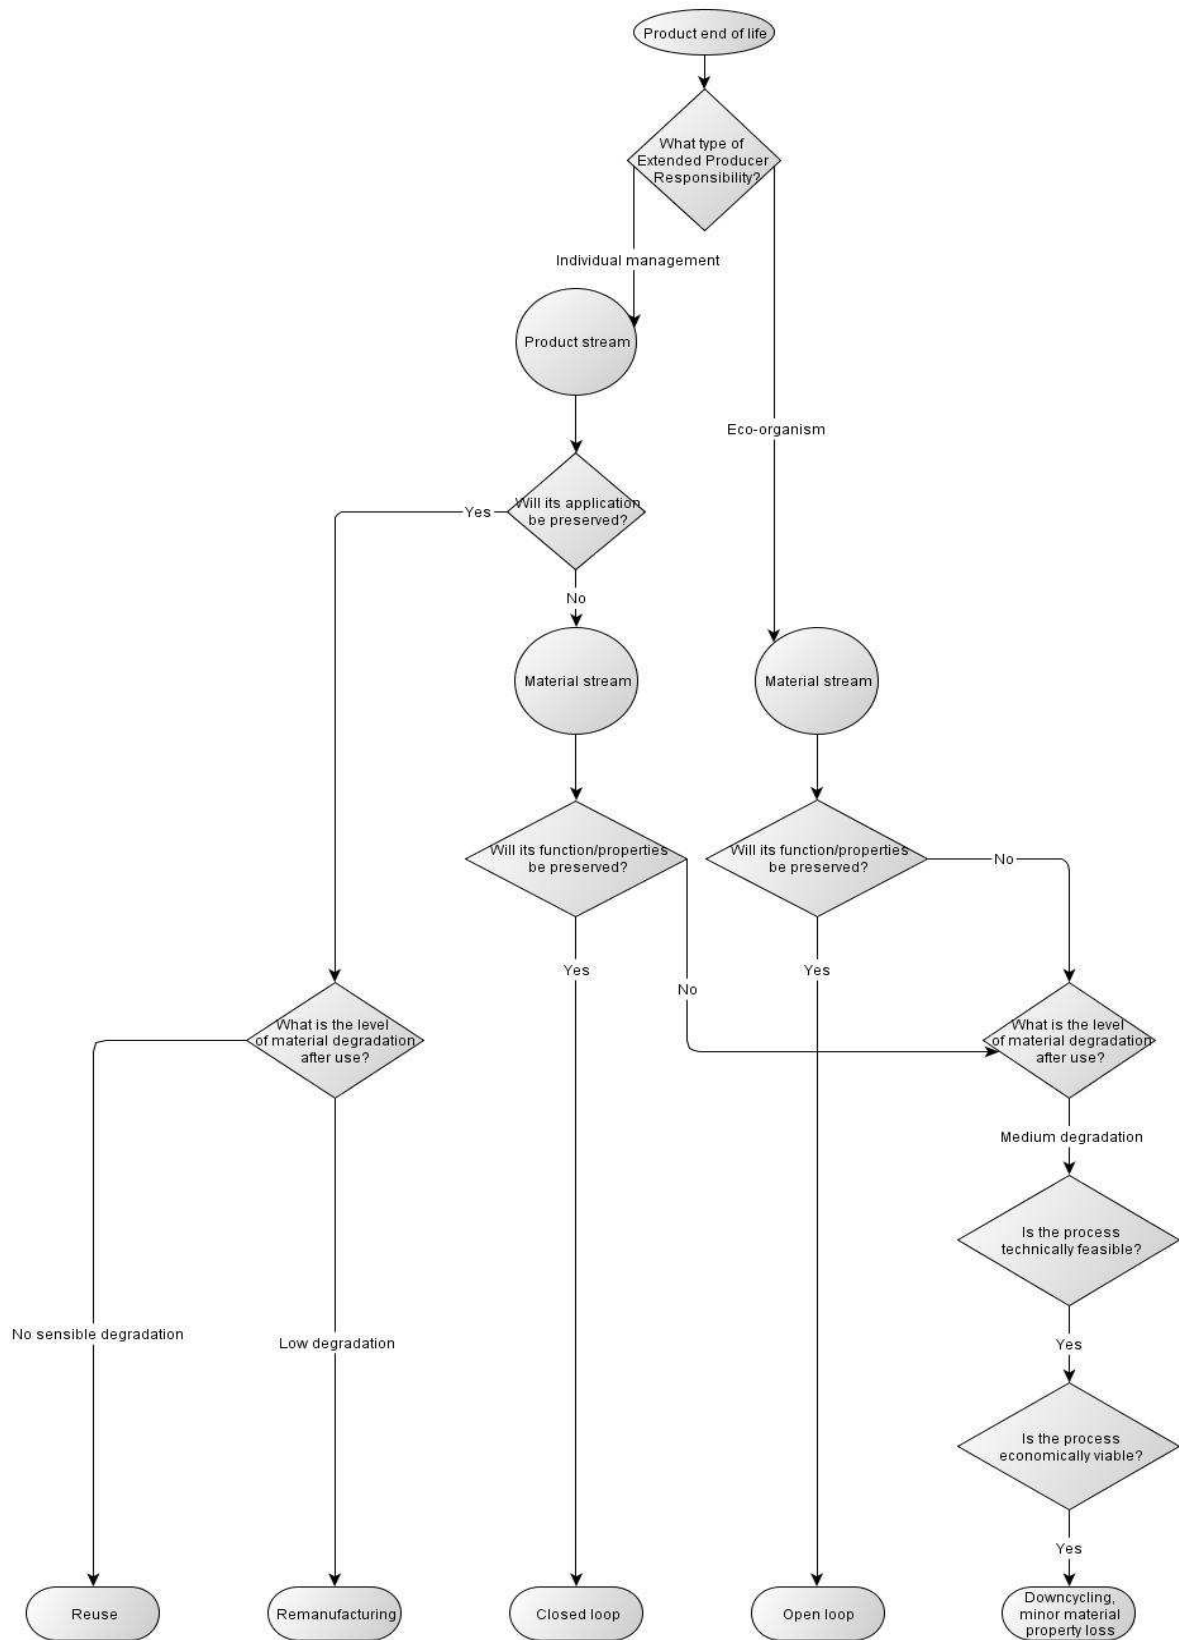 Product end of life
What type of
Extended Producer
Responsibility?
Individual management
Product stream
Eco-organism
Will its application
be preserved?
Yes
No
Material stream
Material stream
Will its function/properties
be preserved?
Will its function/properties
be preserved?
No
Yes
Yes
No
What is the level
of material degradation
after use?
What is the level
of material degradation
after use?
Medium degradation
Is the process
technically feasible?
No sensible degradation
Low degradation
Yes
Is the process
economically viable?
Yes
Reuse
Remanufacturing
Closed loop
Open loop
Downcycling,
minor material
property loss